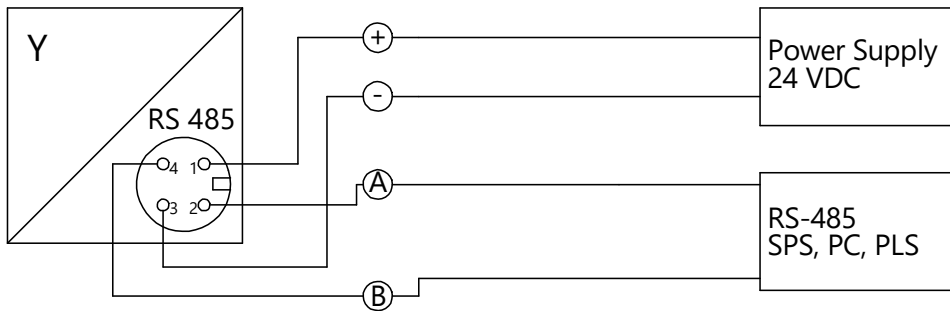 Y
+
Power Supply
24 VDC
-
RS 485
4 1
A
3 2
RS-485
SPS, PC, PLS
B